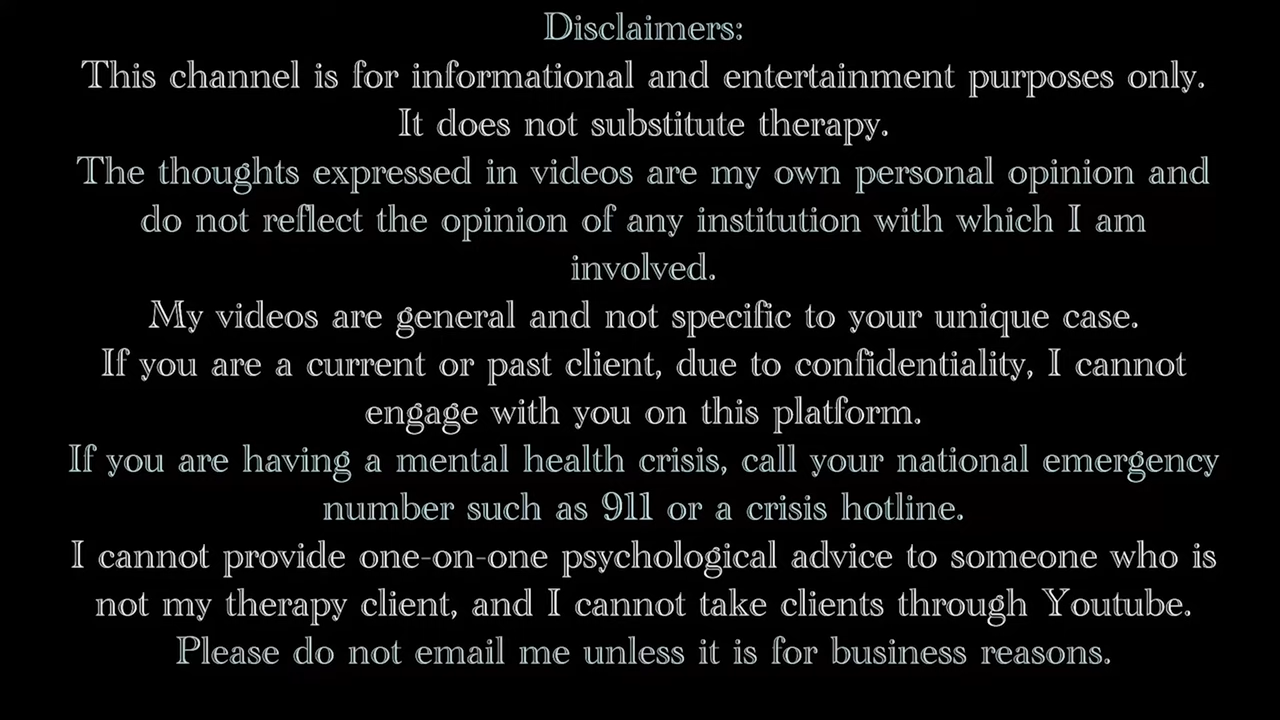 Disclaimers:
This channel is for informational and entertainment purposes only.
It does not substitute therapy.
The thoughts expressed in videos are my own personal opinion and
do not reflect the opinion of any institution with which I am
involved.
My videos are general and not specific to your unique case.
If you are a current or past client, due to confidentiality, I cannot
engage with you on this platform.
If you are having a mental health crisis, call your national emergency
number such as 911 or a crisis hotline.
I cannot provide one-on-one psychological advice to someone who is
not my therapy client, and I cannot take clients through Youtube.
Please do not email me unless it is for business reasons.